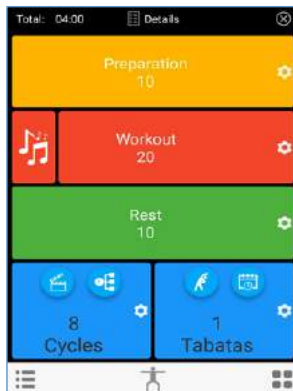 Total: 04:00 Details
Preparation
10
Workout
20
Rest
10
8
Cycles
1
Tabatas